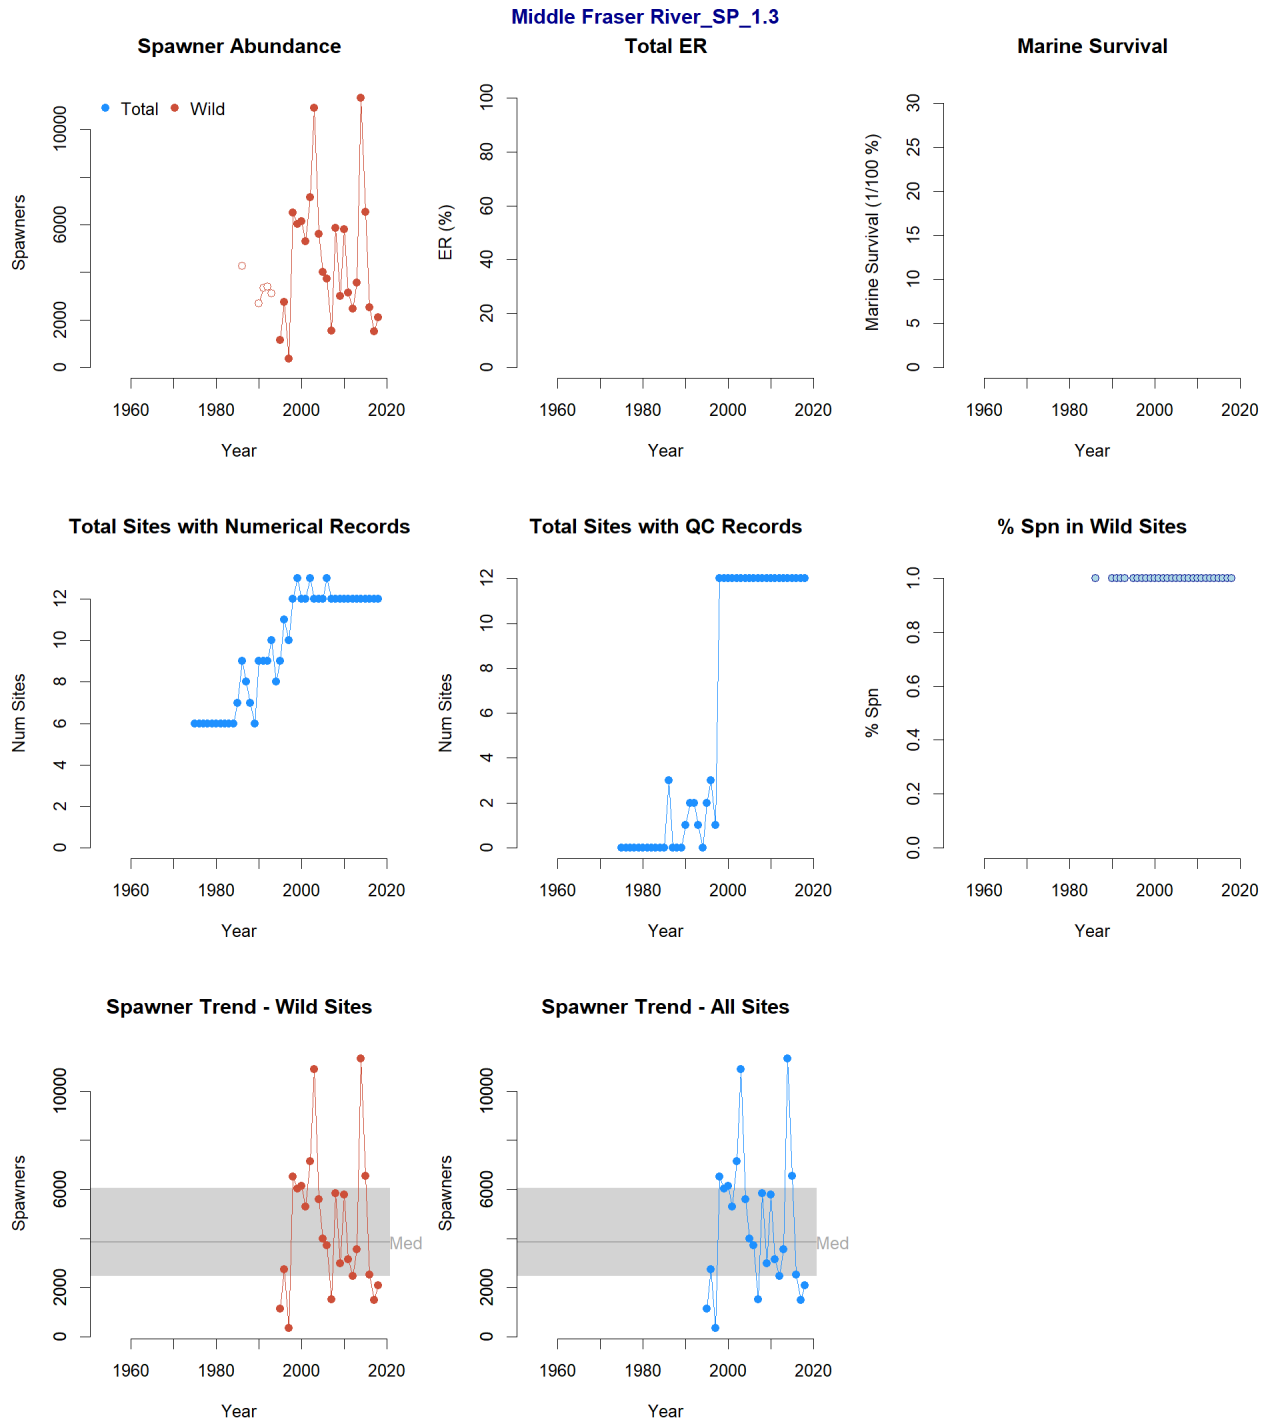 Middle Fraser River_SP_1.3
Spawner Abundance
Total ER
Marine Survival
Total
Wild
Spawners
0
2000
6000
10000
1960
1980
2000
2020
Year
ER (%)
0
20
40
60
80
100
1960
1980
2000
2020
Year
Marine Survival (1/100 %)
0
5
10
15
20
25
30
1960
1980
2000
2020
Year
Total Sites with Numerical Records
Total Sites with QC Records
% Spn in Wild Sites
Num Sites
0
2
4
6
8
10
12
1960
1980
2000
2020
Year
Num Sites
0
2
4
6
8
10
12
1960
1980
2000
2020
Year
% Spn
0.0
0.2
0.4
0.6
0.8
1.0
1960
1980
2000
2020
Year
Spawner Trend - Wild Sites
Spawner Trend - All Sites
Spawners
0
2000
6000
10000
Med
1960
1980
2000
2020
Year
Spawners
0
2000
6000
10000
Med
1960
1980
2000
2020
Year